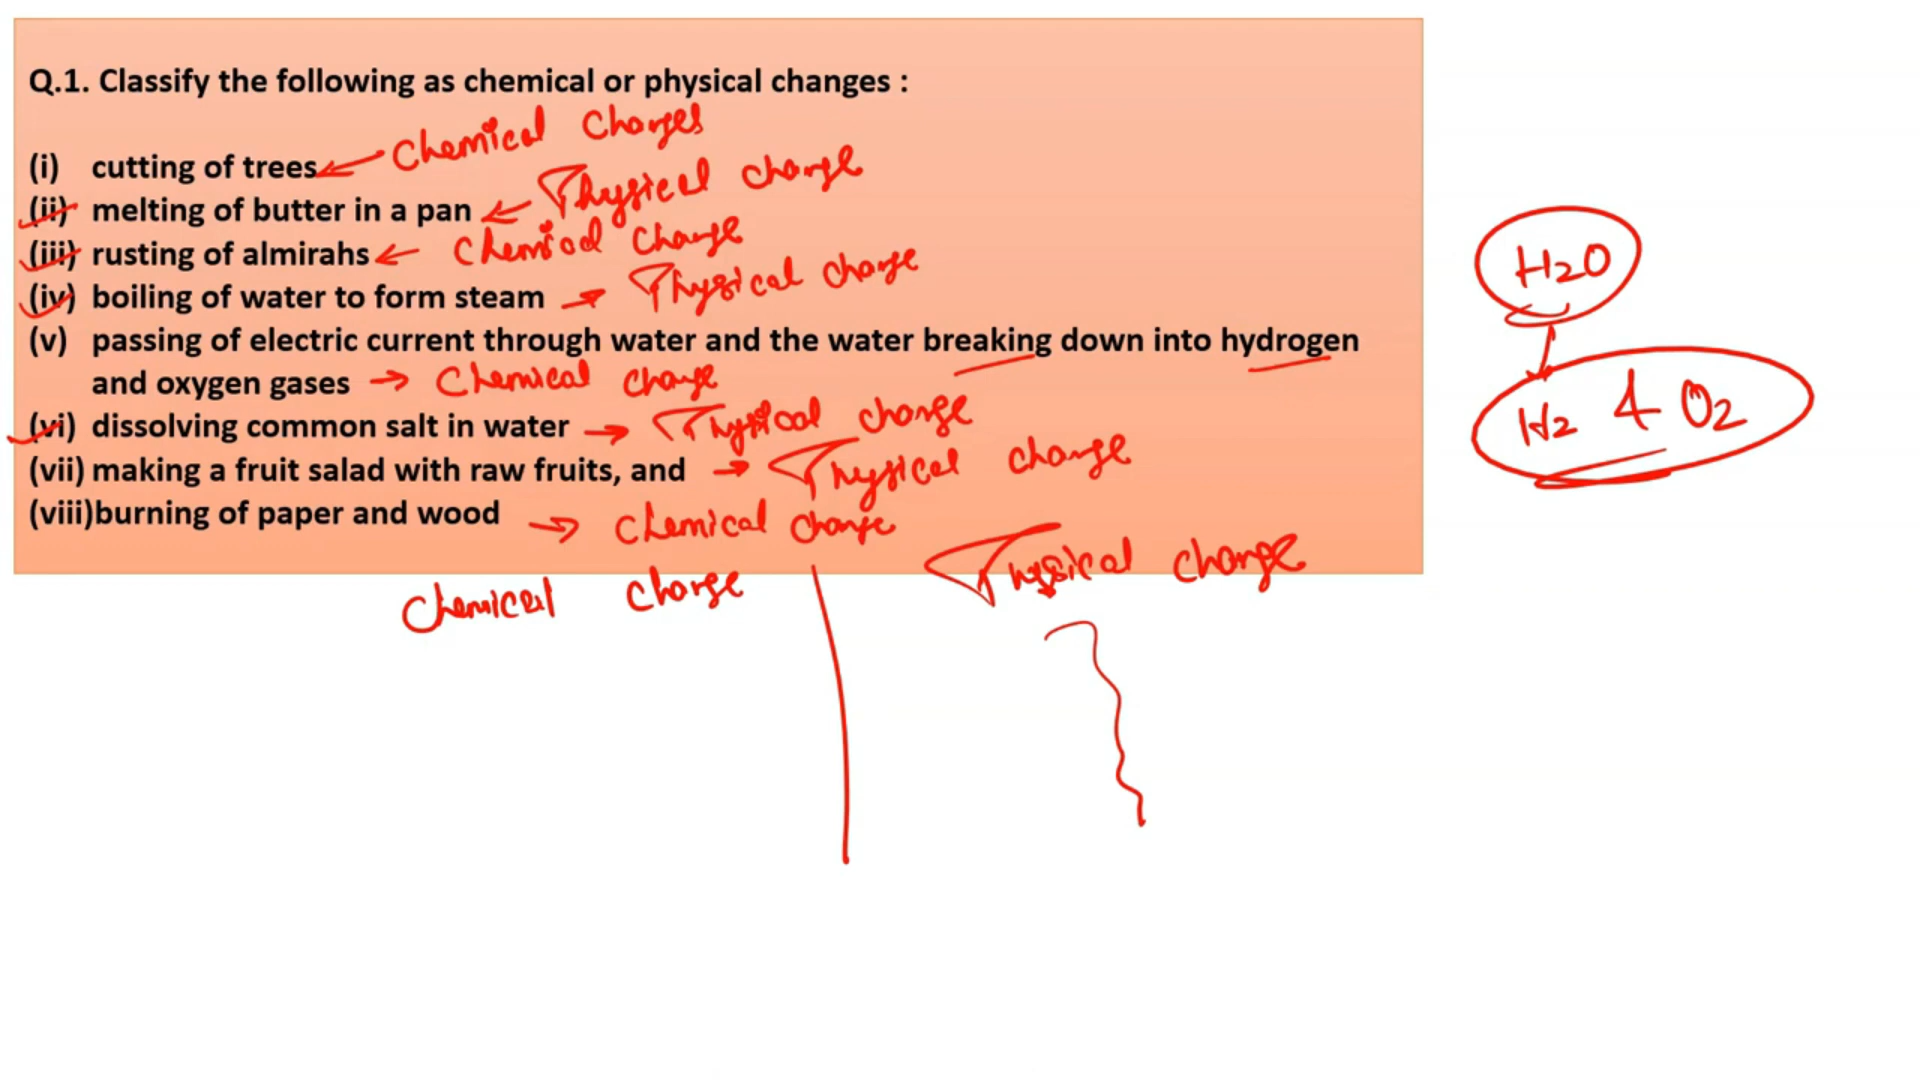 Q.1. Classify the following as chemical or physical changes :
(i) cutting of trees Chemical Changes
(ii) melting of butter in a pan Physical change
(iii) rusting of almirahs Chemical change
(iv) boiling of water to form steam Physical change
(v) passing of electric current through water and the water breaking down into hydrogen
and oxygen gases Chemical change
(vi) dissolving common salt in water Physical change
(vii) making a fruit salad with raw fruits, and Physical change
(viii)burning of paper and wood Chemical change
Chemical change Physical change
H2O
H2 & O2